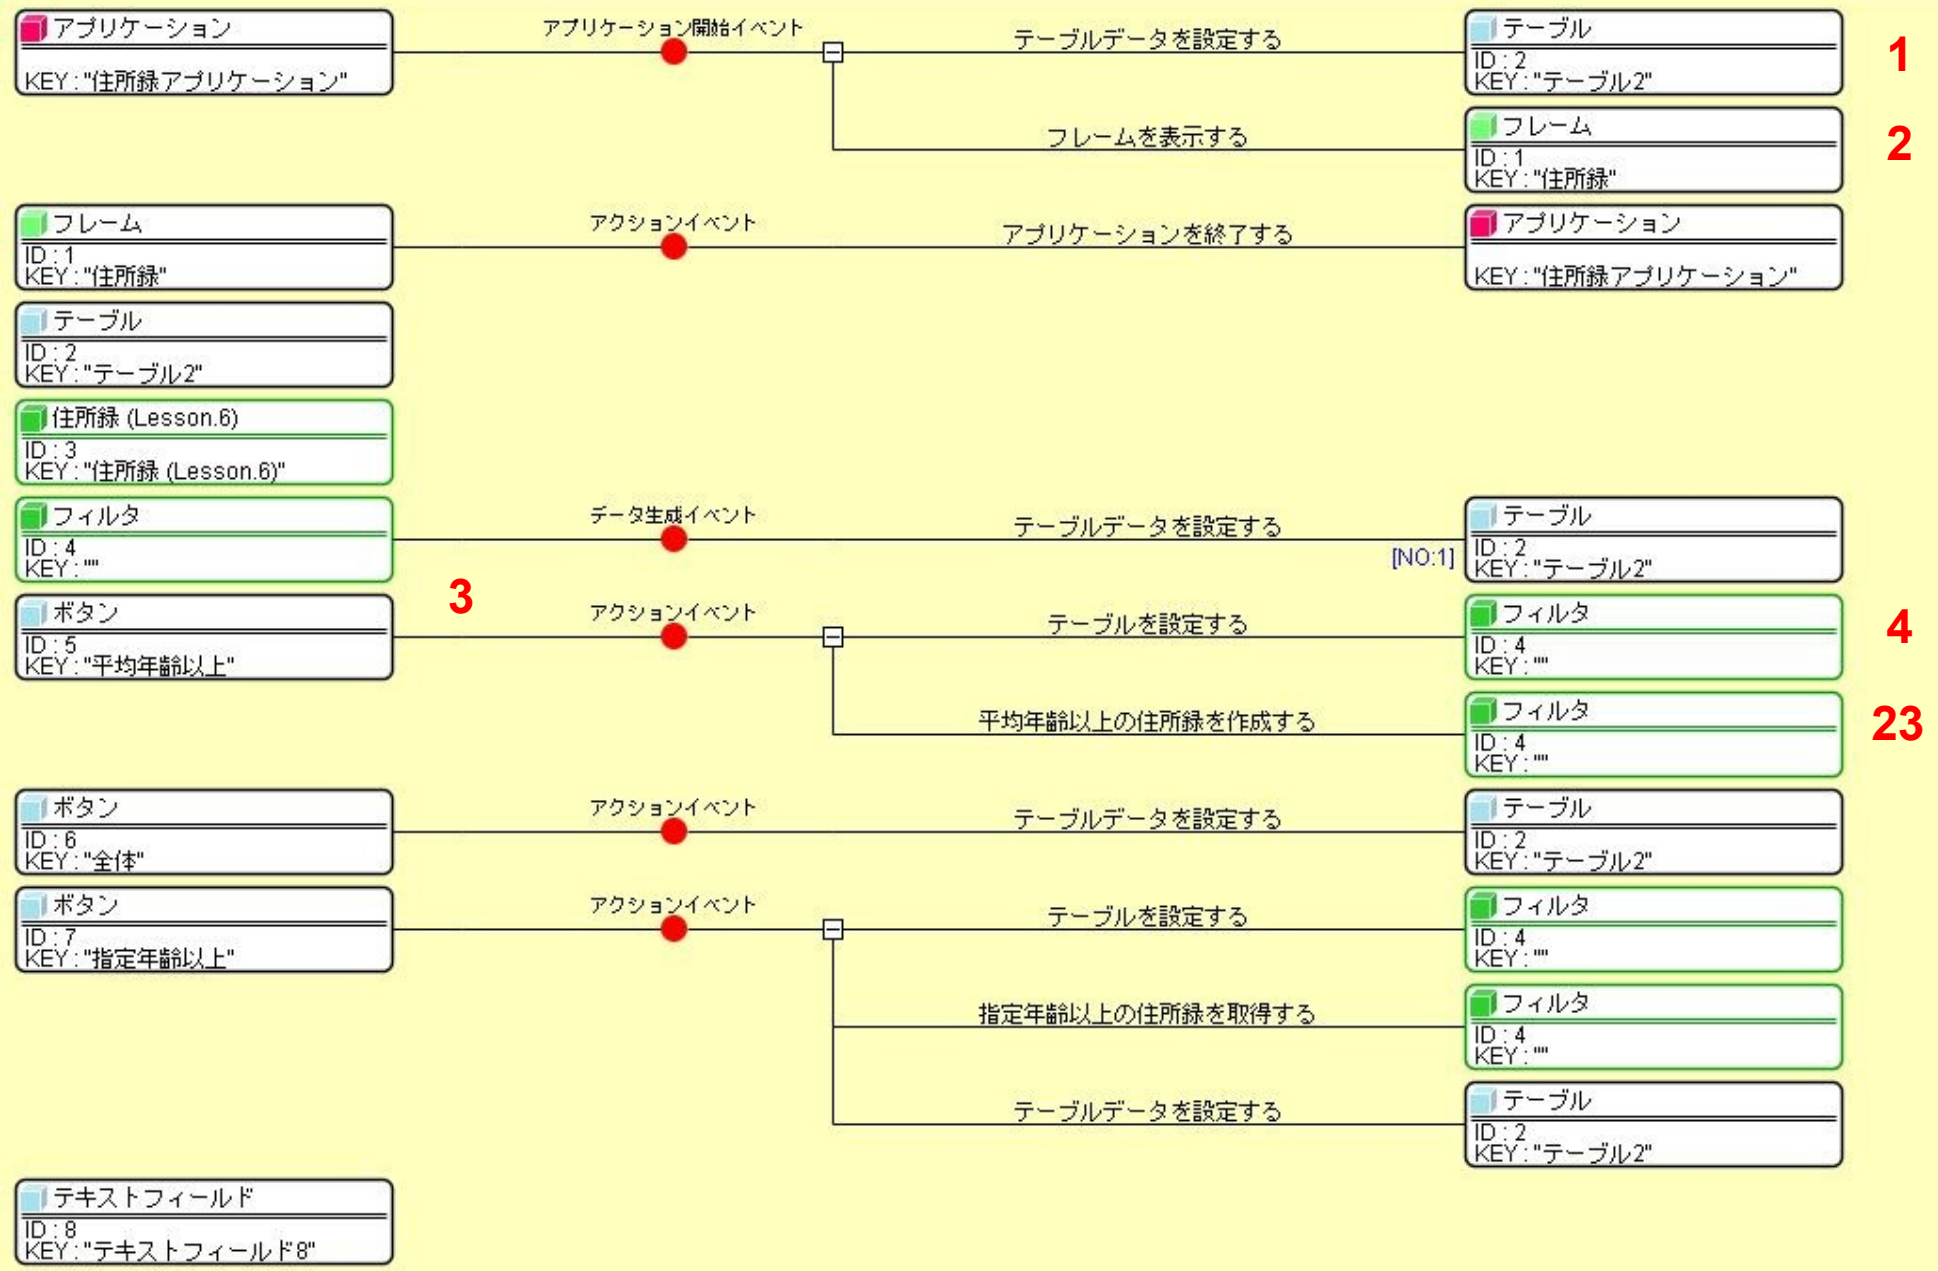 アプリケーション
KEY : "住所録アプリケーション"
アプリケーション開始イベント
テーブルデータを設定する
テーブル
ID : 2
KEY : "テーブル2"
1
フレームを表示する
フレーム
ID : 1
KEY : "住所録"
2
フレーム
ID : 1
KEY : "住所録"
アクションイベント
アプリケーションを終了する
アプリケーション
KEY : "住所録アプリケーション"
テーブル
ID : 2
KEY : "テーブル2"
住所録 (Lesson.6)
ID : 3
KEY : "住所録 (Lesson.6)"
フィルタ
ID : 4
KEY : ""
データ生成イベント
テーブルデータを設定する
[NO:1]
テーブル
ID : 2
KEY : "テーブル2"
3
ボタン
ID : 5
KEY : "平均年齢以上"
アクションイベント
テーブルを設定する
フィルタ
ID : 4
KEY : ""
4
平均年齢以上の住所録を作成する
フィルタ
ID : 4
KEY : ""
23
ボタン
ID : 6
KEY : "全体"
アクションイベント
テーブルデータを設定する
テーブル
ID : 2
KEY : "テーブル2"
ボタン
ID : 7
KEY : "指定年齢以上"
アクションイベント
テーブルを設定する
フィルタ
ID : 4
KEY : ""
指定年齢以上の住所録を取得する
フィルタ
ID : 4
KEY : ""
テーブルデータを設定する
テーブル
ID : 2
KEY : "テーブル2"
テキストフィールド
ID : 8
KEY : "テキストフィールド8"